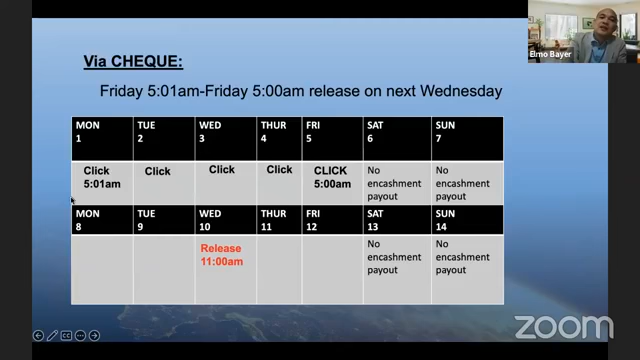 Elmo Bayer
Via CHEQUE:
Friday 5:01am-Friday 5:00am release on next Wednesday
MON TUE WED THUR FRI SAT SUN
1 2 3 4 5 6 7
Click Click Click Click CLICK No No
5:01am 5:00am encashment encashment
payout payout
MON TUE WED THUR FRI SAT SUN
8 9 10 11 12 13 14
Release No No
11:00am encashment encashment
payout payout
CC
zoom